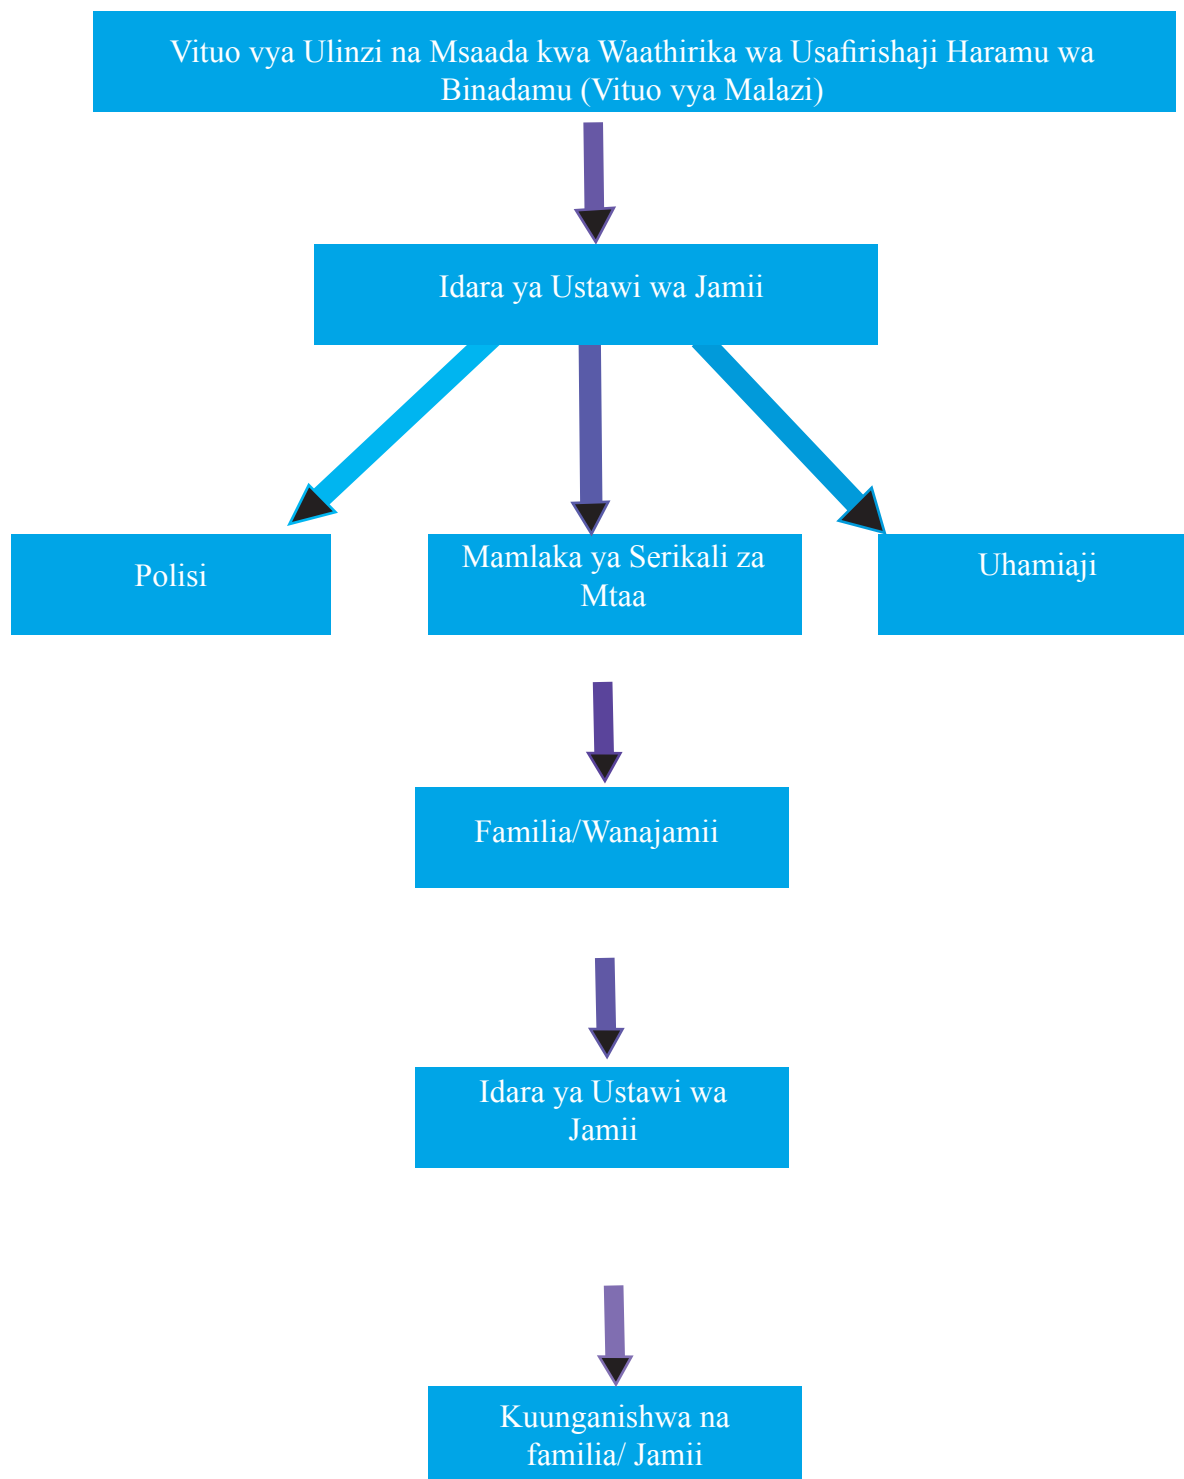 Vituo vya Ulinzi na Msaada kwa Waathirika wa Usafirishaji Haramu wa
Binadamu (Vituo vya Malazi)
Idara ya Ustawi wa Jamii
Polisi
Mamlaka ya Serikali za
Mtaa
Uhamiaji
Familia/Wanajamii
Idara ya Ustawi wa
Jamii
Kuunganishwa na
familia/ Jamii